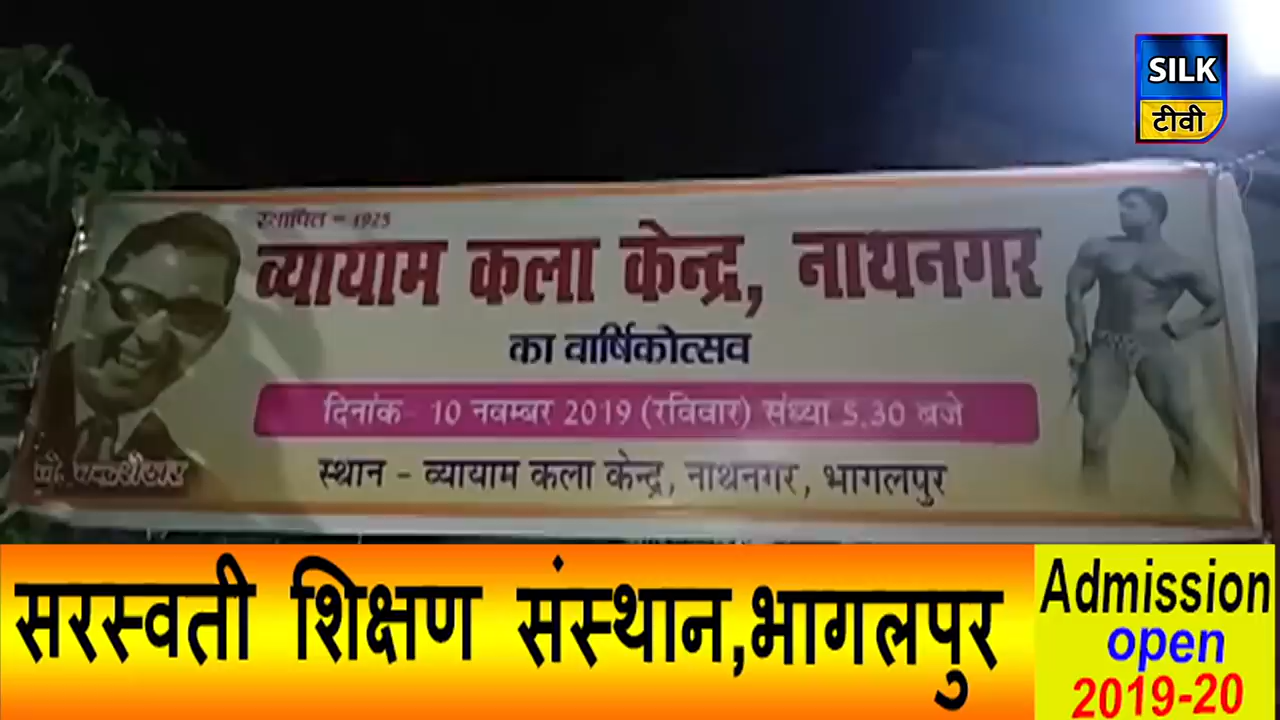 SILK
टीवी
स्थापित - 1925
व्यायाम कला केन्द्र, नाथनगर
का वार्षिकोत्सव
दिनांक - 10 नवम्बर 2019 (रविवार) संध्या 5.30 बजे
स्थान - व्यायाम कला केन्द्र, नाथनगर, भागलपुर
सरस्वती शिक्षण संस्थान,भागलपुर
Admission
open
2019-20